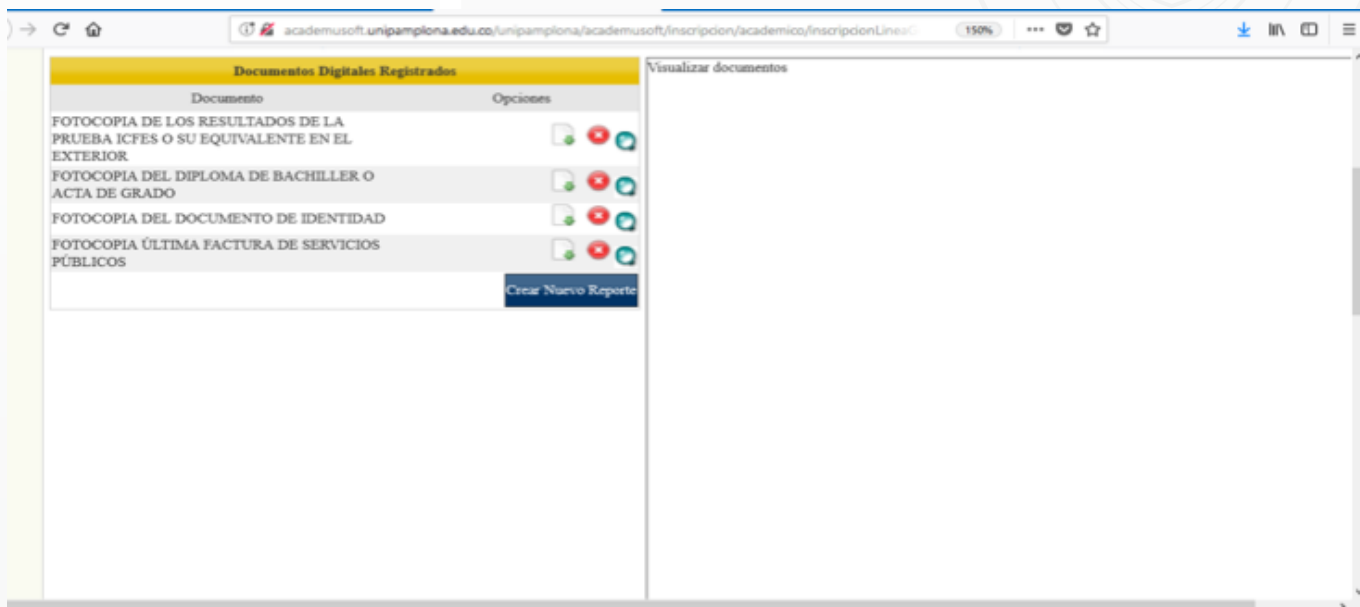 academusoft.unipamplona.edu.co/unipamplona/academusoft/inscripcion/academico/inscripcionLineaG
150%
Documentos Digitales Registrados
Documento Opciones
FOTOCOPIA DE LOS RESULTADOS DE LA
PRUEBA ICFES O SU EQUIVALENTE EN EL
EXTERIOR
FOTOCOPIA DEL DIPLOMA DE BACHILLER O
ACTA DE GRADO
FOTOCOPIA DEL DOCUMENTO DE IDENTIDAD
FOTOCOPIA ÚLTIMA FACTURA DE SERVICIOS
PÚBLICOS
Crear Nuevo Reporte
Visualizar documentos